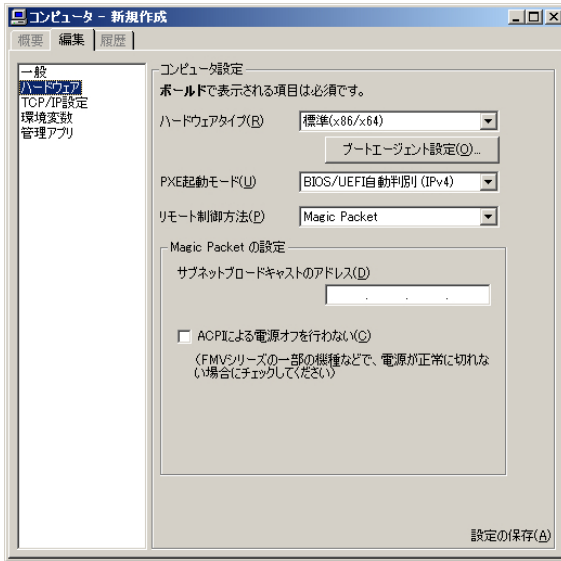 コンピュータ - 新規作成
概要 編集 履歴
一般
ハードウェア
TCP/IP設定
環境変数
管理アプリ
コンピュータ設定
ボールドで表示される項目は必須です。
ハードウェアタイプ(R) 標準(x86/x64)
ブートエージェント設定(O)...
PXE起動モード(U) BIOS/UEFI自動判別 (IPv4)
リモート制御方法(P) Magic Packet
Magic Packet の設定
サブネットブロードキャストのアドレス(D)
. . .
ACPIによる電源オフを行わない(C)
(FMVシリーズの一部の機種などで、電源が正常に切れな
い場合にチェックしてください)
設定の保存(A)